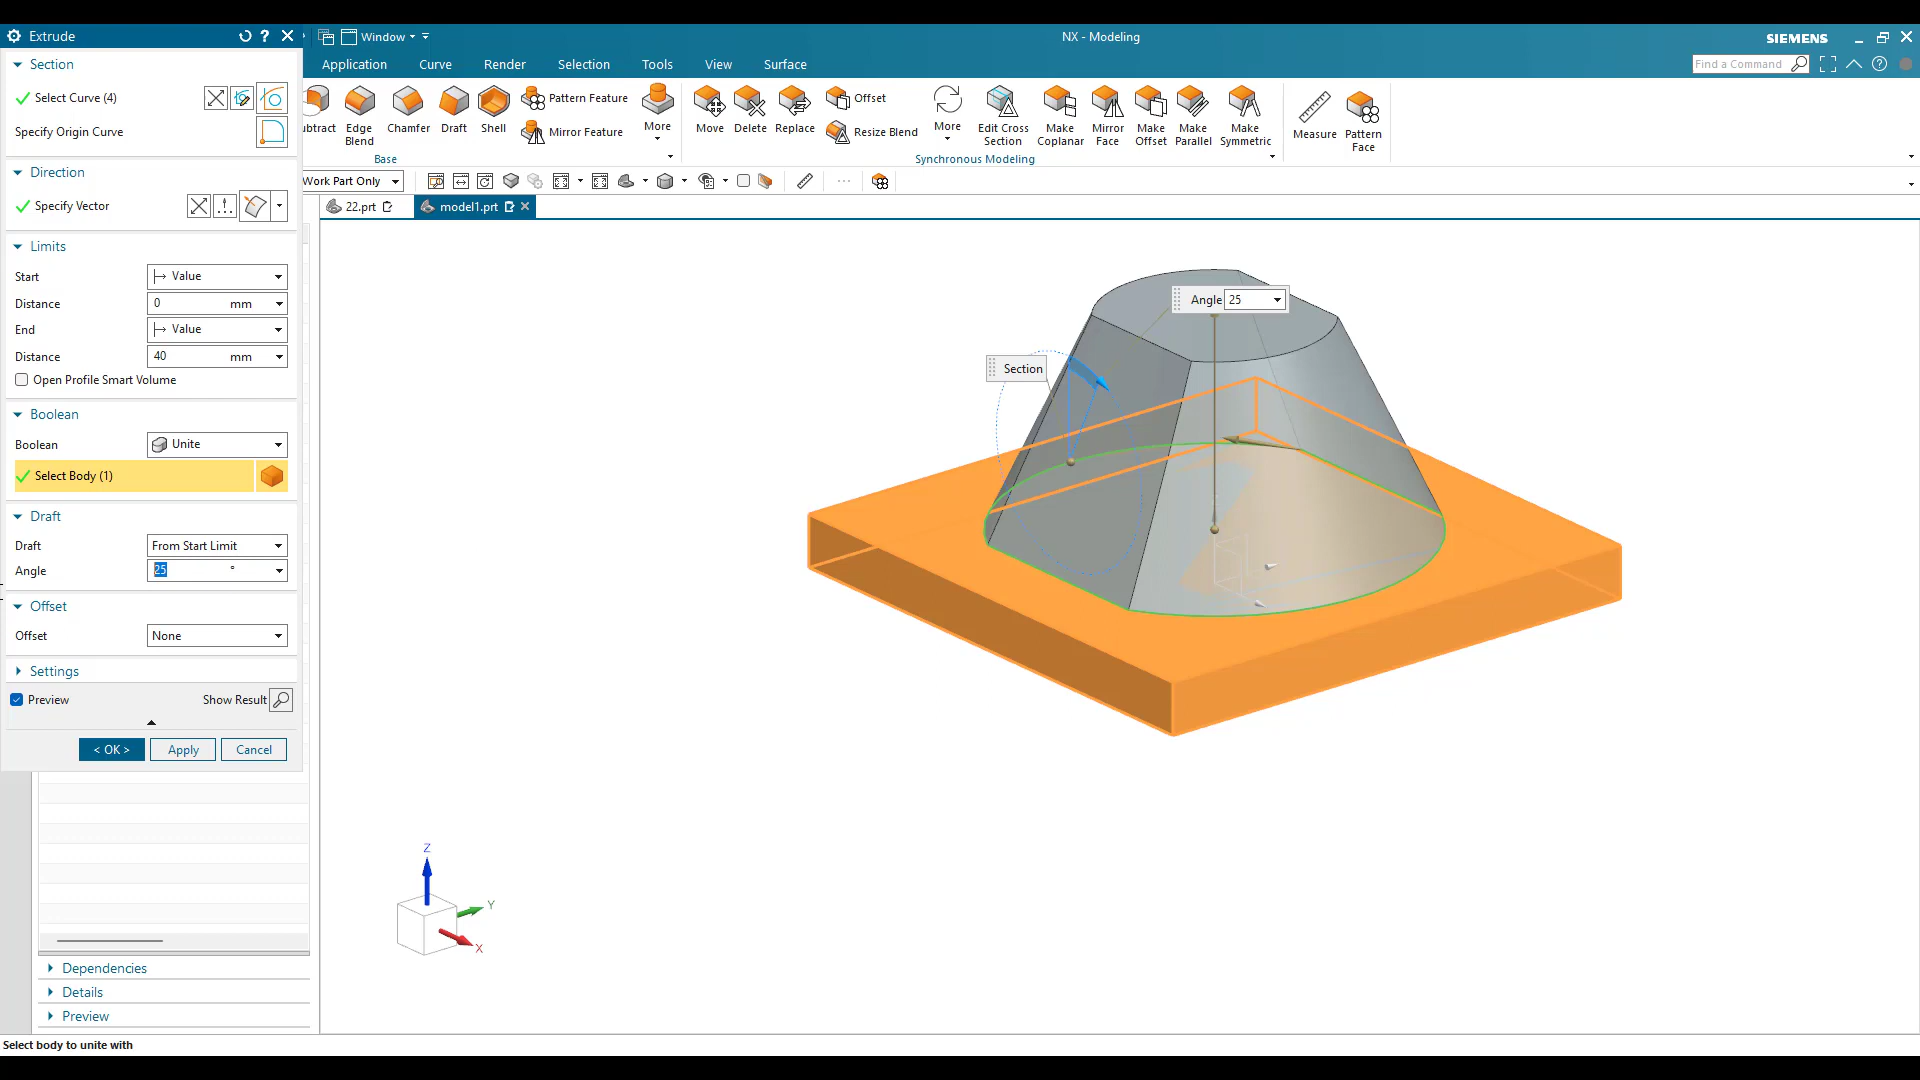 Extrude
?
Window
NX - Modeling
SIEMENS
Section
Application
Curve
Render
Selection
Tools
View
Surface
Find a Command
Select Curve (4)
Specify Origin Curve
ubtract
Edge
Blend
Chamfer
Draft
Shell
Pattern Feature
Mirror Feature
More
Base
Move
Delete
Replace
Offset
Resize Blend
More
Edit Cross
Section
Make
Coplanar
Mirror
Face
Make
Offset
Make
Parallel
Make
Symmetric
Synchronous Modeling
Measure
Pattern
Face
Direction
Specify Vector
Work Part Only
22.prt
model1.prt
Limits
Start
Value
Distance
0 mm
End
Value
Distance
40 mm
Open Profile Smart Volume
Boolean
Boolean
Unite
Select Body (1)
Draft
Draft
From Start Limit
Angle
25 °
Offset
Offset
None
Settings
Preview
Show Result
< OK >
Apply
Cancel
Angle 25
Section
Z
Y
X
Dependencies
Details
Preview
Select body to unite with